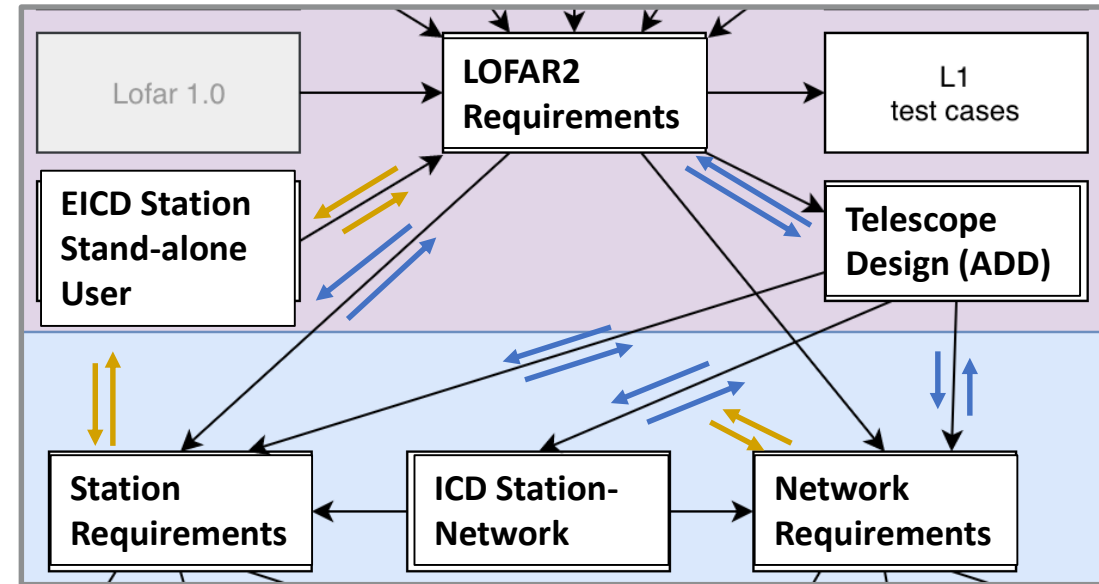 Lofar 1.0
LOFAR2
Requirements
L1
test cases
EICD Station
Stand-alone
User
Telescope
Design (ADD)
Station
Requirements
ICD Station-
Network
Network
Requirements